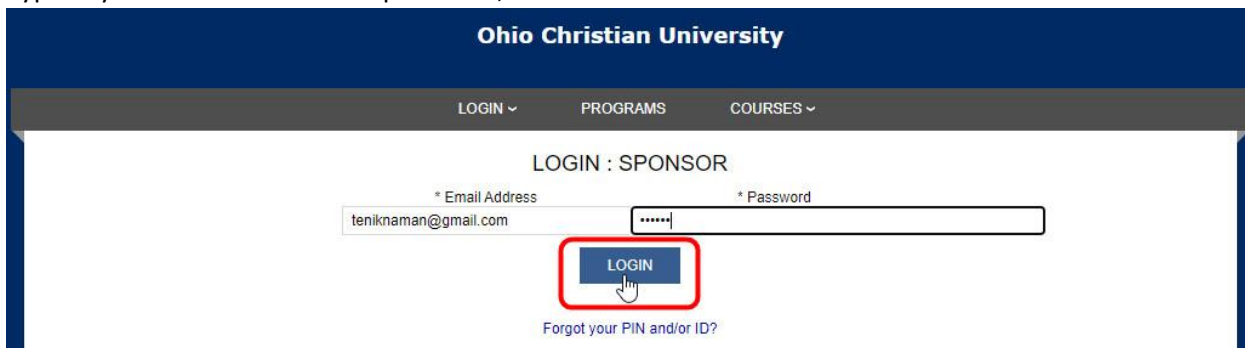 Ohio Christian University
LOGIN PROGRAMS COURSES
LOGIN : SPONSOR
* Email Address * Password
teniknaman@gmail.com ••••••
LOGIN
Forgot your PIN and/or ID?